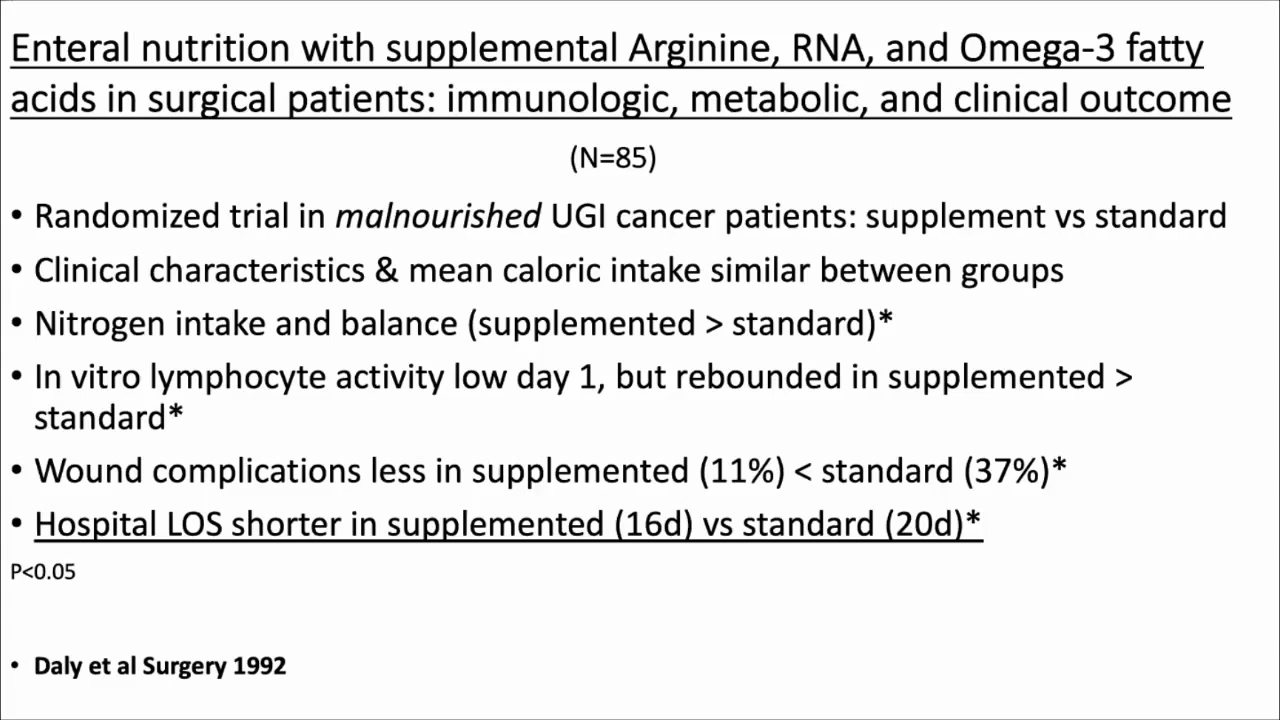 Enteral nutrition with supplemental Arginine, RNA, and Omega-3 fatty
acids in surgical patients: immunologic, metabolic, and clinical outcome
(N=85)
• Randomized trial in malnourished UGI cancer patients: supplement vs standard
• Clinical characteristics & mean caloric intake similar between groups
• Nitrogen intake and balance (supplemented > standard)*
• In vitro lymphocyte activity low day 1, but rebounded in supplemented >
standard*
• Wound complications less in supplemented (11%) < standard (37%)*
• Hospital LOS shorter in supplemented (16d) vs standard (20d)*
P<0.05
• Daly et al Surgery 1992